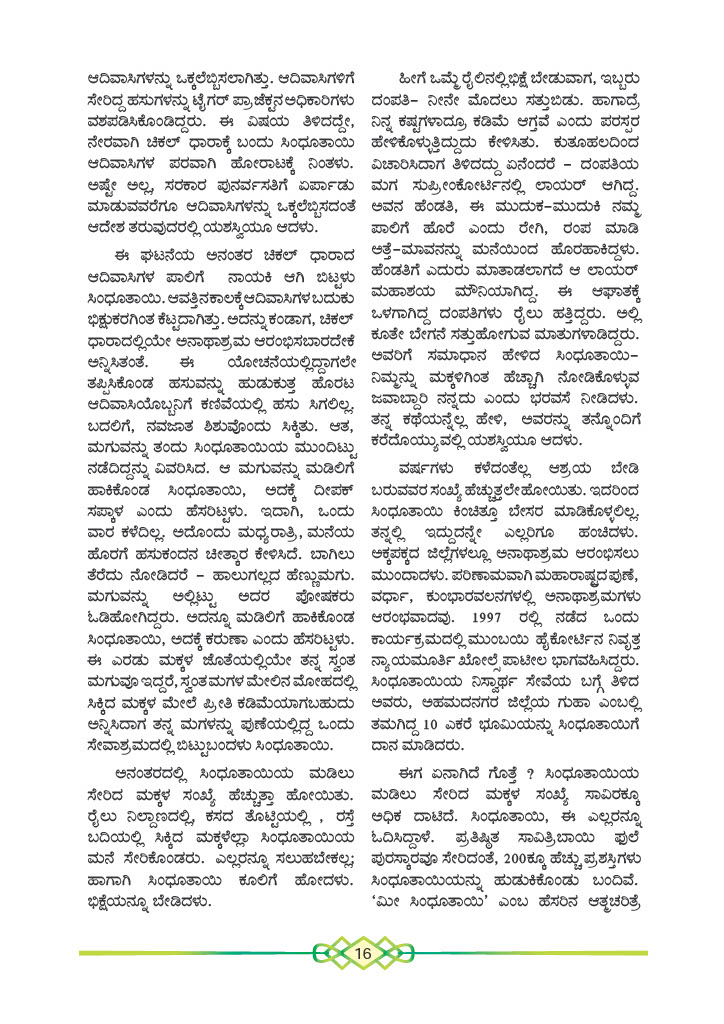 ಆದಿವಾಸಿಗಳನ್ನು ಒಕ್ಕಲೆಬ್ಬಿಸಲಾಗಿತ್ತು. ಆದಿವಾಸಿಗಳಿಗೆ
ಸೇರಿದ್ದ ಹಸುಗಳನ್ನು ಟೈಗರ್ ಪ್ರಾಜೆಕ್ಟನ ಅಧಿಕಾರಿಗಳು
ವಶಪಡಿಸಿಕೊಂಡಿದ್ದರು. ಈ ವಿಷಯ ತಿಳಿದದ್ದೇ,
ನೇರವಾಗಿ ಚಿಕಲ್ ಧಾರಾಕ್ಕೆ ಬಂದು ಸಿಂಧೂತಾಯಿ
ಆದಿವಾಸಿಗಳ ಪರವಾಗಿ ಹೋರಾಟಕ್ಕೆ ನಿಂತಳು.
ಅಷ್ಟೇ ಅಲ್ಲ, ಸರಕಾರ ಪುನರ್ವಸತಿಗೆ ಏರ್ಪಾಡು
ಮಾಡುವವರೆಗೂ ಆದಿವಾಸಿಗಳನ್ನು ಒಕ್ಕಲೆಬ್ಬಿಸದಂತೆ
ಆದೇಶ ತರುವುದರಲ್ಲಿ ಯಶಸ್ವಿಯೂ ಆದಳು.
ಈ ಘಟನೆಯ ಅನಂತರ ಚಿಕಲ್ ಧಾರಾದ
ಆದಿವಾಸಿಗಳ ಪಾಲಿಗೆ ನಾಯಕಿ ಆಗಿ ಬಿಟ್ಟಳು
ಸಿಂಧೂತಾಯಿ. ಆವತ್ತಿನ ಕಾಲಕ್ಕೆ ಆದಿವಾಸಿಗಳ ಬದುಕು
ಭಿಕ್ಷುಕರಗಿಂತ ಕೆಟ್ಟದಾಗಿತ್ತು. ಅದನ್ನು ಕಂಡಾಗ, ಚಿಕಲ್
ಧಾರಾದಲ್ಲಿಯೇ ಅನಾಥಾಶ್ರಮ ಆರಂಭಿಸಬಾರದೇಕೆ
ಅನ್ನಿಸಿತಂತೆ. ಈ ಯೋಚನೆಯಲ್ಲಿದ್ದಾಗಲೇ
ತಪ್ಪಿಸಿಕೊಂಡ ಹಸುವನ್ನು ಹುಡುಕುತ್ತ ಹೊರಟ
ಆದಿವಾಸಿಯೊಬ್ಬನಿಗೆ ಕಣಿವೆಯಲ್ಲಿ ಹಸು ಸಿಗಲಿಲ್ಲ.
ಬದಲಿಗೆ, ನವಜಾತ ಶಿಶುವೊಂದು ಸಿಕ್ಕಿತು. ಆತ,
ಮಗುವನ್ನು ತಂದು ಸಿಂಧೂತಾಯಿಯ ಮುಂದಿಟ್ಟು
ನಡೆದಿದ್ದನ್ನು ವಿವರಿಸಿದ. ಆ ಮಗುವನ್ನು ಮಡಿಲಿಗೆ
ಹಾಕಿಕೊಂಡ ಸಿಂಧೂತಾಯಿ, ಅದಕ್ಕೆ ದೀಪಕ್
ಸಪ್ಕಾಳ ಎಂದು ಹೆಸರಿಟ್ಟಳು. ಇದಾಗಿ, ಒಂದು
ವಾರ ಕಳೆದಿಲ್ಲ. ಅದೊಂದು ಮಧ್ಯರಾತ್ರಿ, ಮನೆಯ
ಹೊರಗೆ ಹಸುಕಂದನ ಚೀತ್ಕಾರ ಕೇಳಿಸಿದೆ. ಬಾಗಿಲು
ತೆರೆದು ನೋಡಿದರೆ – ಹಾಲುಗಲ್ಲದ ಹೆಣ್ಣುಮಗು.
ಮಗುವನ್ನು ಅಲ್ಲಿಟ್ಟು ಅದರ ಪೋಷಕರು
ಓಡಿಹೋಗಿದ್ದರು. ಅದನ್ನೂ ಮಡಿಲಿಗೆ ಹಾಕಿಕೊಂಡ
ಸಿಂಧೂತಾಯಿ, ಅದಕ್ಕೆ ಕರುಣಾ ಎಂದು ಹೆಸರಿಟ್ಟಳು.
ಈ ಎರಡು ಮಕ್ಕಳ ಜೊತೆಯಲ್ಲಿಯೇ ತನ್ನ ಸ್ವಂತ
ಮಗುವೂ ಇದ್ದರೆ, ಸ್ವಂತ ಮಗಳ ಮೇಲಿನ ಮೋಹದಲ್ಲಿ
ಸಿಕ್ಕಿದ ಮಕ್ಕಳ ಮೇಲೆ ಪ್ರೀತಿ ಕಡಿಮೆಯಾಗಬಹುದು
ಅನ್ನಿಸಿದಾಗ ತನ್ನ ಮಗಳನ್ನು ಪುಣೆಯಲ್ಲಿದ್ದ ಒಂದು
ಸೇವಾಶ್ರಮದಲ್ಲಿ ಬಿಟ್ಟುಬಂದಳು ಸಿಂಧೂತಾಯಿ.
ಅನಂತರದಲ್ಲಿ ಸಿಂಧೂತಾಯಿಯ ಮಡಿಲು
ಸೇರಿದ ಮಕ್ಕಳ ಸಂಖ್ಯೆ ಹೆಚ್ಚುತ್ತಾ ಹೋಯಿತು.
ರೈಲು ನಿಲ್ದಾಣದಲ್ಲಿ, ಕಸದ ತೊಟ್ಟಿಯಲ್ಲಿ , ರಸ್ತೆ
ಬದಿಯಲ್ಲಿ ಸಿಕ್ಕಿದ ಮಕ್ಕಳೆಲ್ಲಾ ಸಿಂಧೂತಾಯಿಯ
ಮನೆ ಸೇರಿಕೊಂಡರು. ಎಲ್ಲರನ್ನೂ ಸಲುಹಬೇಕಲ್ಲ;
ಹಾಗಾಗಿ ಸಿಂಧೂತಾಯಿ ಕೂಲಿಗೆ ಹೋದಳು.
ಭಿಕ್ಷೆಯನ್ನೂ ಬೇಡಿದಳು.
ಹೀಗೆ ಒಮ್ಮೆ ರೈಲಿನಲ್ಲಿ ಭಿಕ್ಷೆ ಬೇಡುವಾಗ, ಇಬ್ಬರು
ದಂಪತಿ– ನೀನೇ ಮೊದಲು ಸತ್ತುಬಿಡು. ಹಾಗಾದ್ರೆ
ನಿನ್ನ ಕಷ್ಟಗಳಾದ್ರೂ ಕಡಿಮೆ ಆಗ್ತವೆ ಎಂದು ಪರಸ್ಪರ
ಹೇಳಿಕೊಳ್ಳುತ್ತಿದ್ದುದು ಕೇಳಿಸಿತು. ಕುತೂಹಲದಿಂದ
ವಿಚಾರಿಸಿದಾಗ ತಿಳಿದದ್ದು ಏನೆಂದರೆ – ದಂಪತಿಯ
ಮಗ ಸುಪ್ರೀಂಕೋರ್ಟಿನಲ್ಲಿ ಲಾಯರ್ ಆಗಿದ್ದ.
ಅವನ ಹೆಂಡತಿ, ಈ ಮುದುಕ–ಮುದುಕಿ ನಮ್ಮ
ಪಾಲಿಗೆ ಹೊರೆ ಎಂದು ರೇಗಿ, ರಂಪ ಮಾಡಿ
ಅತ್ತೆ–ಮಾವನನ್ನು ಮನೆಯಿಂದ ಹೊರಹಾಕಿದ್ದಳು.
ಹೆಂಡತಿಗೆ ಎದುರು ಮಾತಾಡಲಾಗದೆ ಆ ಲಾಯರ್
ಮಹಾಶಯ ಮೌನಿಯಾಗಿದ್ದ. ಈ ಆಘಾತಕ್ಕೆ
ಒಳಗಾಗಿದ್ದ ದಂಪತಿಗಳು ರೈಲು ಹತ್ತಿದ್ದರು. ಅಲ್ಲಿ
ಕೂತೇ ಬೇಗನೆ ಸತ್ತುಹೋಗುವ ಮಾತುಗಳಾಡಿದ್ದರು.
ಅವರಿಗೆ ಸಮಾಧಾನ ಹೇಳಿದ ಸಿಂಧೂತಾಯಿ–
ನಿಮ್ಮನ್ನು ಮಕ್ಕಳಿಗಿಂತ ಹೆಚ್ಚಾಗಿ ನೋಡಿಕೊಳ್ಳುವ
ಜವಾಬ್ದಾರಿ ನನ್ನದು ಎಂದು ಭರವಸೆ ನೀಡಿದಳು.
ತನ್ನ ಕಥೆಯನ್ನೆಲ್ಲ ಹೇಳಿ, ಅವರನ್ನು ತನ್ನೊಂದಿಗೆ
ಕರೆದೊಯ್ಯುವಲ್ಲಿ ಯಶಸ್ವಿಯೂ ಆದಳು.
ವರ್ಷಗಳು ಕಳೆದಂತೆಲ್ಲ ಆಶ್ರಯ ಬೇಡಿ
ಬರುವವರ ಸಂಖ್ಯೆ ಹೆಚ್ಚುತ್ತಲೇ ಹೋಯಿತು. ಇದರಿಂದ
ಸಿಂಧೂತಾಯಿ ಕಿಂಚಿತ್ತೂ ಬೇಸರ ಮಾಡಿಕೊಳ್ಳಲಿಲ್ಲ.
ತನ್ನಲ್ಲಿ ಇದ್ದುದನ್ನೇ ಎಲ್ಲರಿಗೂ ಹಂಚಿದಳು.
ಅಕ್ಕಪಕ್ಕದ ಜಿಲ್ಲೆಗಳಲ್ಲೂ ಅನಾಥಾಶ್ರಮ ಆರಂಭಿಸಲು
ಮುಂದಾದಳು. ಪರಿಣಾಮವಾಗಿ ಮಹಾರಾಷ್ಟ್ರದ ಪುಣೆ,
ವರ್ಧಾ, ಕುಂಭಾರವಲನಗಳಲ್ಲಿ ಅನಾಥಾಶ್ರಮಗಳು
ಆರಂಭವಾದವು. 1997 ರಲ್ಲಿ ನಡೆದ ಒಂದು
ಕಾರ್ಯಕ್ರಮದಲ್ಲಿ ಮುಂಬಯಿ ಹೈಕೋರ್ಟಿನ ನಿವೃತ್ತ
ನ್ಯಾಯಮೂರ್ತಿ ಖೋಲ್ಸೆ ಪಾಟೀಲ ಭಾಗವಹಿಸಿದ್ದರು.
ಸಿಂಧೂತಾಯಿಯ ನಿಸ್ವಾರ್ಥ ಸೇವೆಯ ಬಗ್ಗೆ ತಿಳಿದ
ಅವರು, ಅಹಮದನಗರ ಜಿಲ್ಲೆಯ ಗುಹಾ ಎಂಬಲ್ಲಿ
ತಮಗಿದ್ದ 10 ಎಕರೆ ಭೂಮಿಯನ್ನು ಸಿಂಧೂತಾಯಿಗೆ
ದಾನ ಮಾಡಿದರು.
ಈಗ ಏನಾಗಿದೆ ಗೊತ್ತೆ ? ಸಿಂಧೂತಾಯಿಯ
ಮಡಿಲು ಸೇರಿದ ಮಕ್ಕಳ ಸಂಖ್ಯೆ ಸಾವಿರಕ್ಕೂ
ಅಧಿಕ ದಾಟಿದೆ. ಸಿಂಧೂತಾಯಿ, ಈ ಎಲ್ಲರನ್ನೂ
ಓದಿಸಿದ್ದಾಳೆ. ಪ್ರತಿಷ್ಠಿತ ಸಾವಿತ್ರಿಬಾಯಿ ಫುಲೆ
ಪುರಸ್ಕಾರವೂ ಸೇರಿದಂತೆ, 200ಕ್ಕೂ ಹೆಚ್ಚು ಪ್ರಶಸ್ತಿಗಳು
ಸಿಂಧೂತಾಯಿಯನ್ನು ಹುಡುಕಿಕೊಂಡು ಬಂದಿವೆ.
‘ಮೀ ಸಿಂಧೂತಾಯಿ’ ಎಂಬ ಹೆಸರಿನ ಆತ್ಮಚರಿತ್ರೆ
16